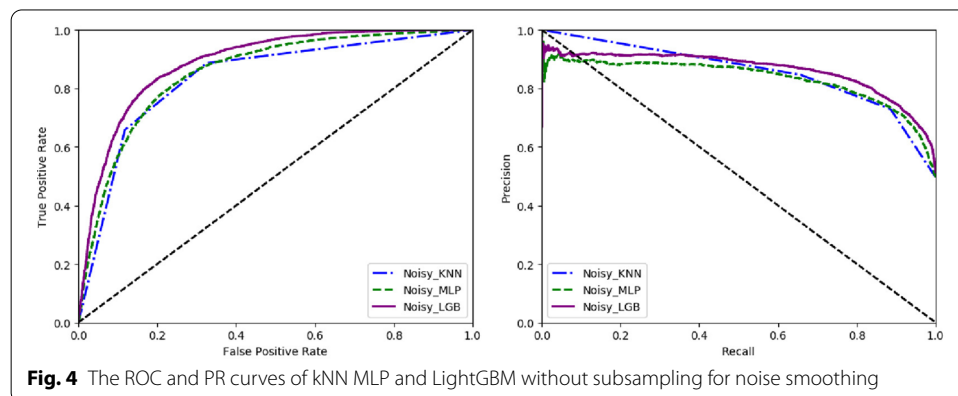 1.0
0.8
0.6
0.4
0.2
0.0
True Positive Rate
Noisy_KNN
Noisy_MLP
Noisy_LGB
0.0 0.2 0.4 0.6 0.8 1.0
False Positive Rate
1.0
0.8
0.6
0.4
0.2
0.0
Precision
Noisy_KNN
Noisy_MLP
Noisy_LGB
0.0 0.2 0.4 0.6 0.8 1.0
Recall
Fig. 4 The ROC and PR curves of kNN MLP and LightGBM without subsampling for noise smoothing